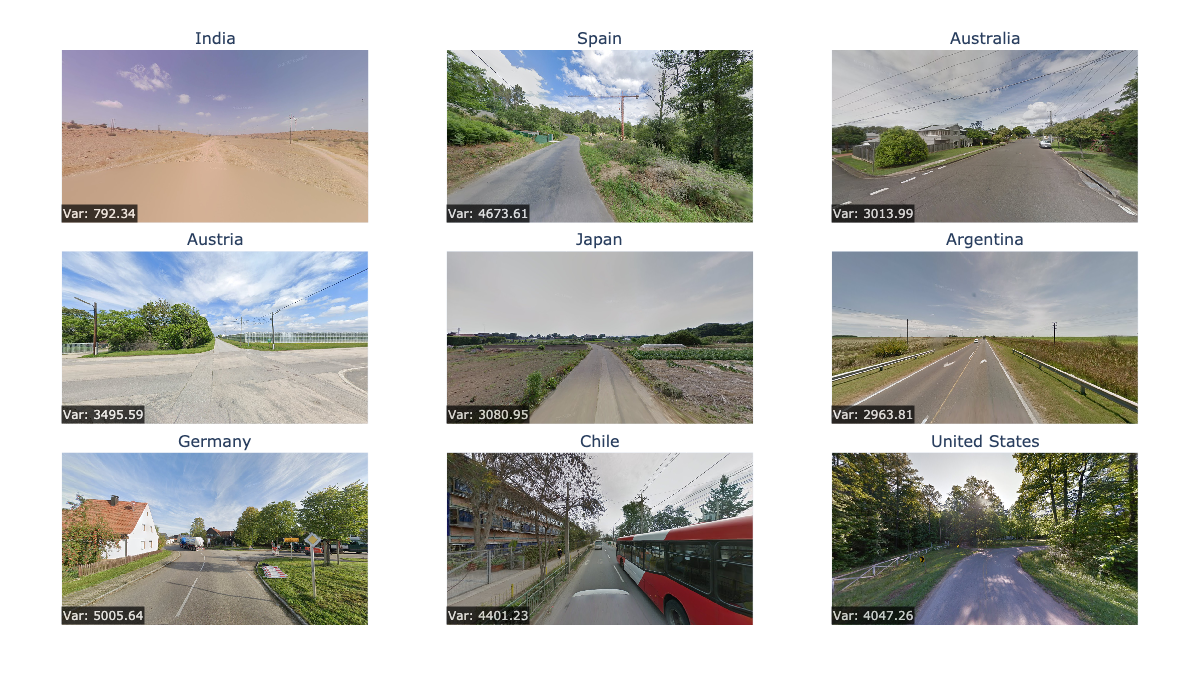 India
Spain
Australia
Var: 792.34
Var: 4673.61
Var: 3013.99
Austria
Japan
Argentina
Var: 3495.59
Var: 3080.95
Var: 2963.81
Germany
Chile
United States
Var: 5005.64
Var: 4401.23
Var: 4047.26